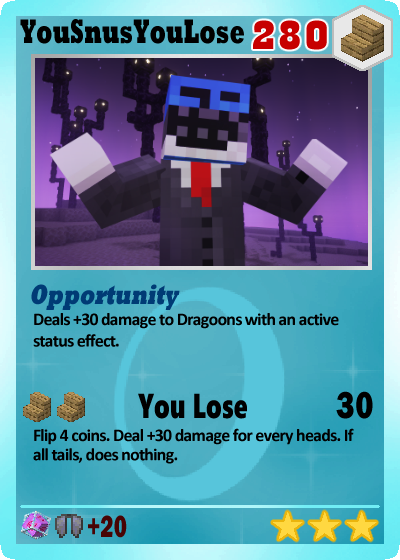 YouSnusYouLose 280
Opportunity
Deals +30 damage to Dragoons with an active
status effect.
You Lose 30
Flip 4 coins. Deal +30 damage for every heads. If
all tails, does nothing.
+20